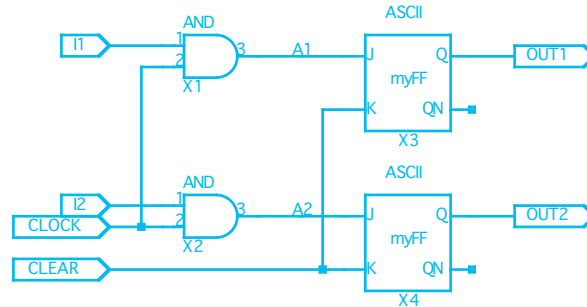 ASCII
AND
I1
1
2
3
A1
J
Q
OUT1
myFF
X1
K
QN
X3
ASCII
AND
I2
1
CLOCK
2
3
A2
J
Q
OUT2
X2
myFF
CLEAR
K
QN
X4